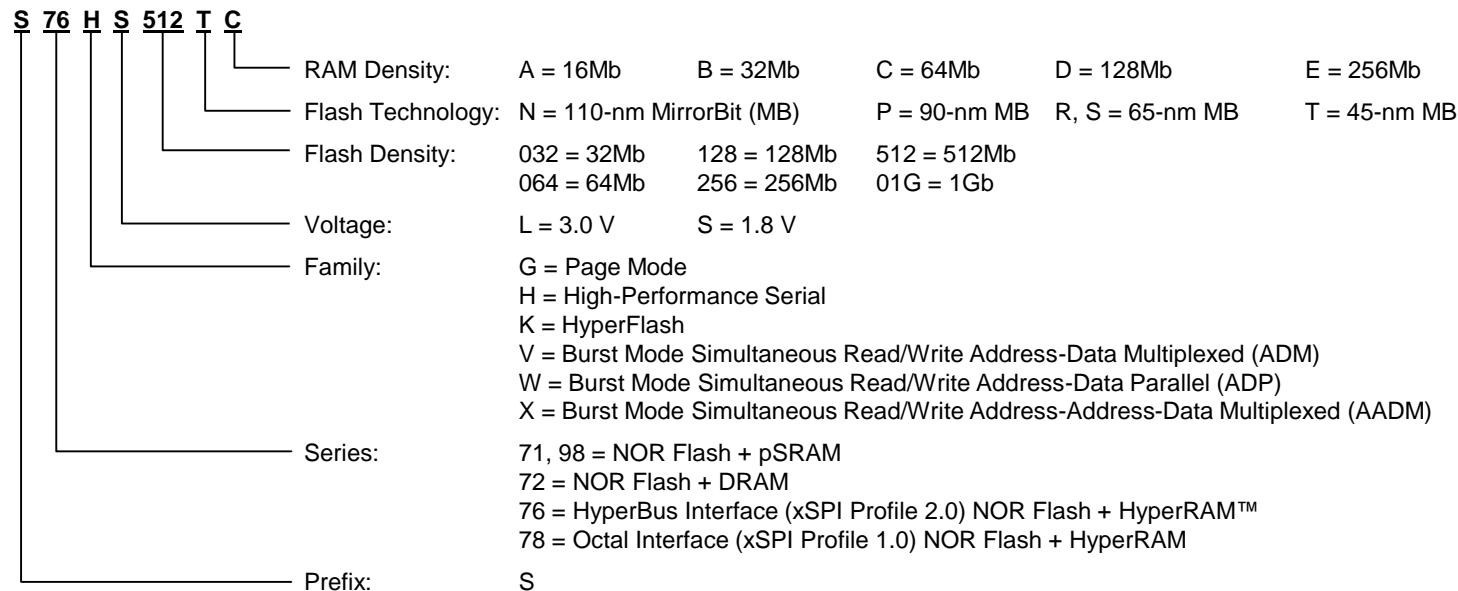 S 76 H S 512 T C
RAM Density: A = 16Mb B = 32Mb C = 64Mb D = 128Mb E = 256Mb
Flash Technology: N = 110-nm MirrorBit (MB) P = 90-nm MB R, S = 65-nm MB T = 45-nm MB
Flash Density: 032 = 32Mb 128 = 128Mb 512 = 512Mb
064 = 64Mb 256 = 256Mb 01G = 1Gb
Voltage: L = 3.0 V S = 1.8 V
Family: G = Page Mode
H = High-Performance Serial
K = HyperFlash
V = Burst Mode Simultaneous Read/Write Address-Data Multiplexed (ADM)
W = Burst Mode Simultaneous Read/Write Address-Data Parallel (ADP)
X = Burst Mode Simultaneous Read/Write Address-Address-Data Multiplexed (AADM)
Series: 71, 98 = NOR Flash + pSRAM
72 = NOR Flash + DRAM
76 = HyperBus Interface (xSPI Profile 2.0) NOR Flash + HyperRAM™
78 = Octal Interface (xSPI Profile 1.0) NOR Flash + HyperRAM
Prefix: S